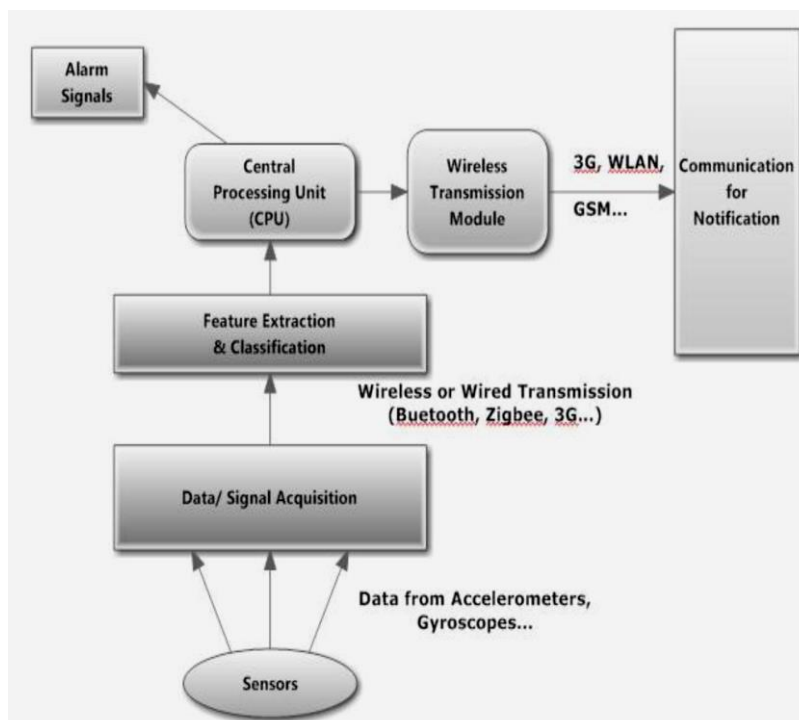 Alarm
Signals
Central
Processing Unit
(CPU)
Wireless
Transmission
Module
3G, WLAN,
GSM...
Communication
for
Notification
Feature Extraction
& Classification
Wireless or Wired Transmission
(Buetooth, Zigbee, 3G...)
Data/ Signal Acquisition
Data from Accelerometers,
Gyroscopes...
Sensors